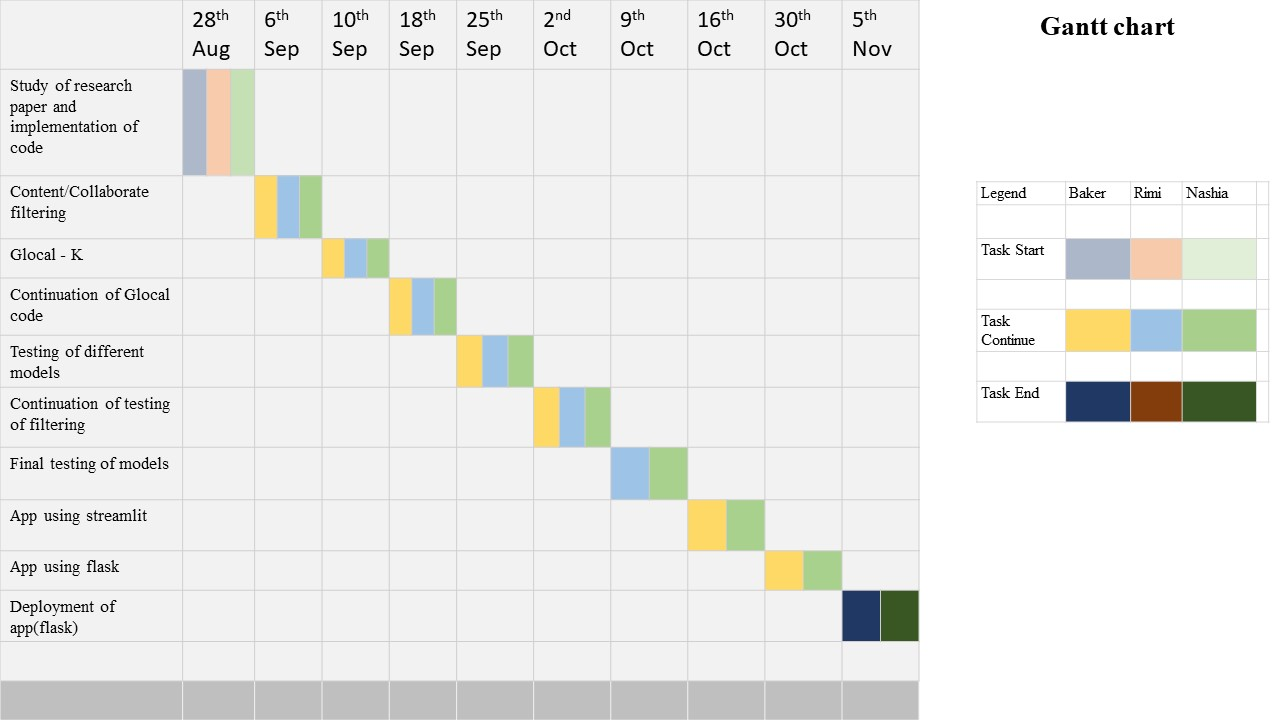 28th 6th 10th 18th 25th 2nd 9th 16th 30th 5th
Aug Sep Sep Sep Sep Oct Oct Oct Oct Nov
Gantt chart
Study of research
paper and
implementation of
code
Content/Collaborate
filtering
Glocal - K
Continuation of Glocal
code
Testing of different
models
Continuation of testing
of filtering
Final testing of models
App using streamlit
App using flask
Deployment of
app(flask)
Legend Baker Rimi Nashia
Task Start
Task
Continue
Task End